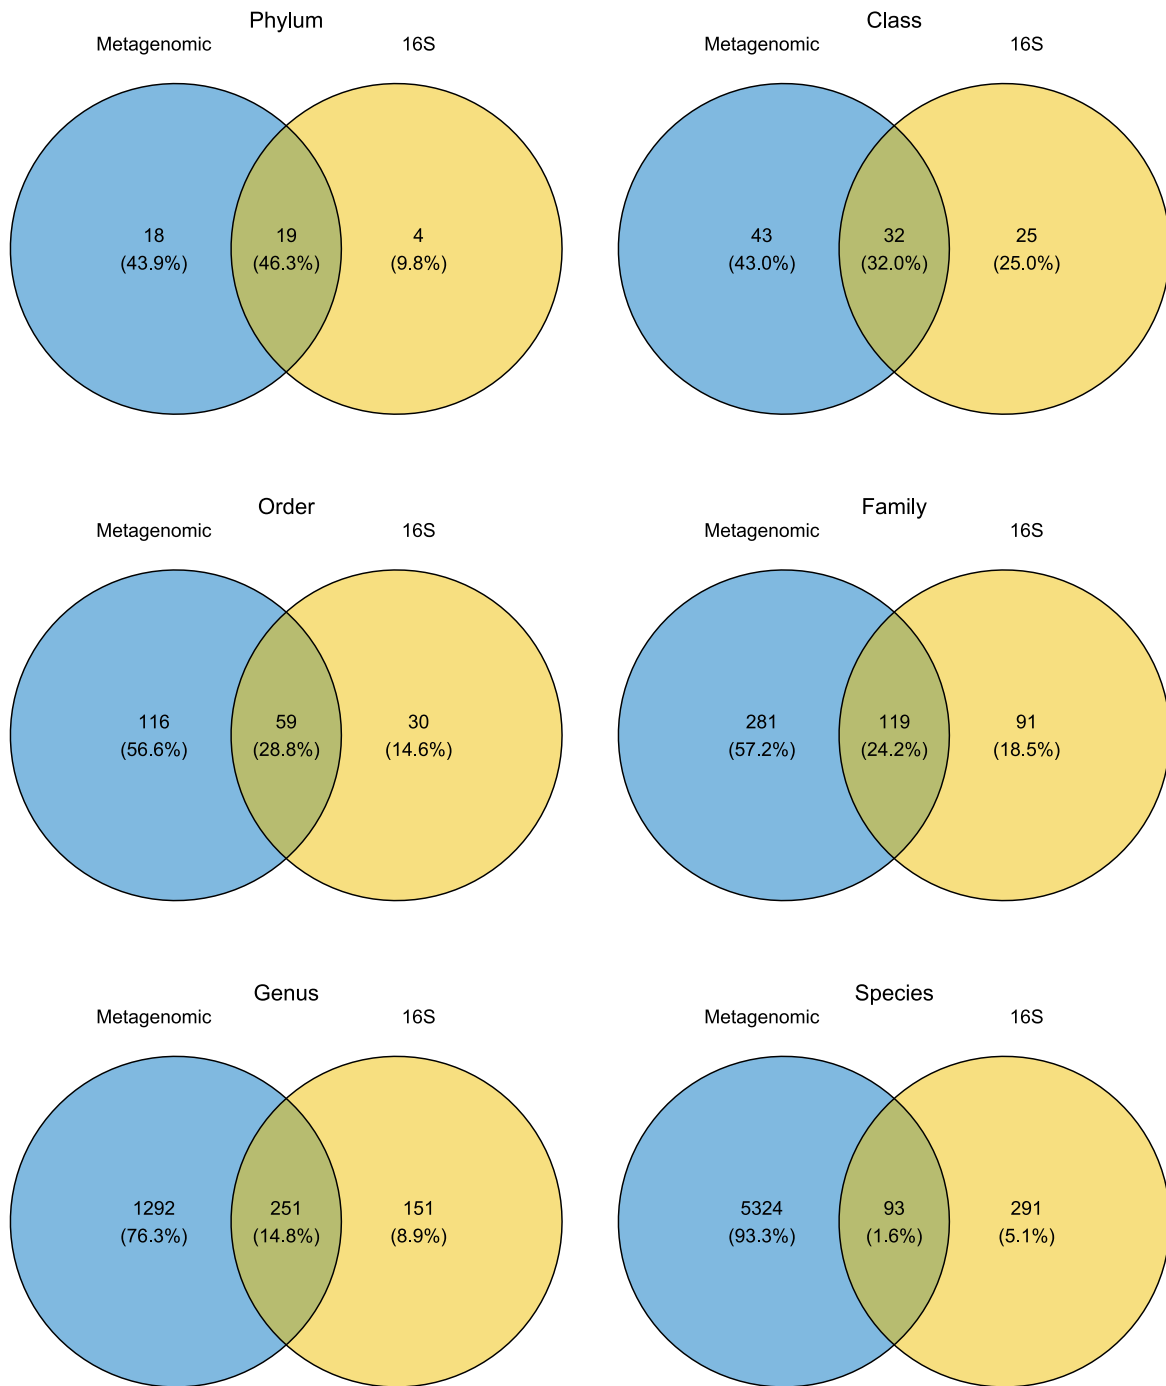 Phylum
Metagenomic 16S
18 19 4
(43.9%) (46.3%) (9.8%)
Class
Metagenomic 16S
43 32 25
(43.0%) (32.0%) (25.0%)
Order
Metagenomic 16S
116 59 30
(56.6%) (28.8%) (14.6%)
Family
Metagenomic 16S
281 119 91
(57.2%) (24.2%) (18.5%)
Genus
Metagenomic 16S
1292 251 151
(76.3%) (14.8%) (8.9%)
Species
Metagenomic 16S
5324 93 291
(93.3%) (1.6%) (5.1%)